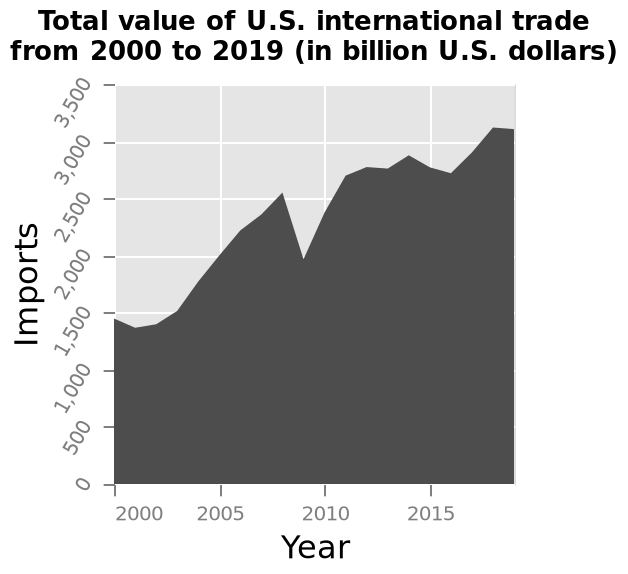 Total value of U.S. international trade
from 2000 to 2019 (in billion U.S. dollars)
Imports
3,500
3,000
2,500
2,000
1,500
1,000
500
0
2000 2005 2010 2015
Year